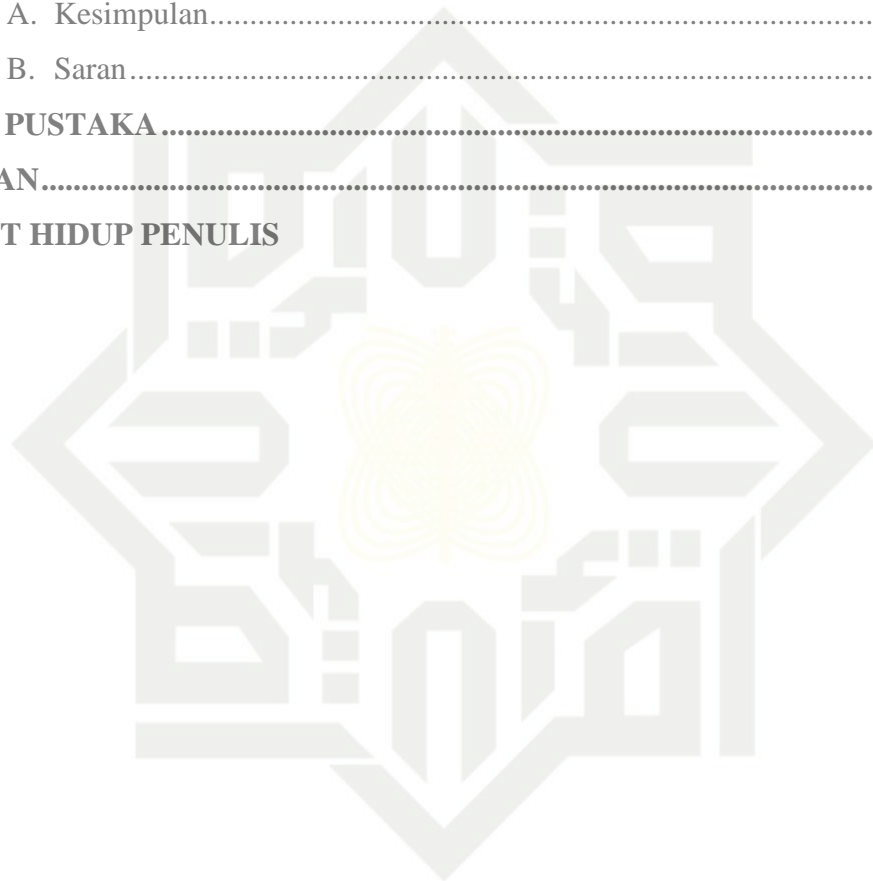 A. Kesimpulan................................................................................
B. Saran..........................................................................................
PUSTAKA.........................................................................................
AN........................................................................................................
T HIDUP PENULIS